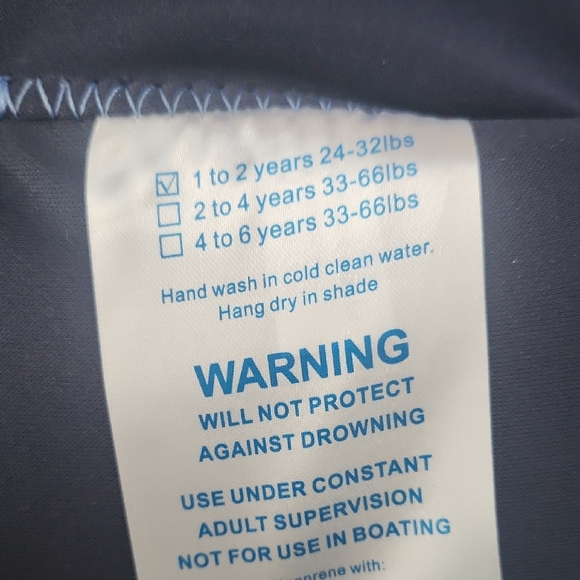 ☑ 1 to 2 years 24-32lbs
☐ 2 to 4 years 33-66lbs
☐ 4 to 6 years 33-66lbs
Hand wash in cold clean water.
Hang dry in shade
WARNING
WILL NOT PROTECT
AGAINST DROWNING
USE UNDER CONSTANT
ADULT SUPERVISION
NOT FOR USE IN BOATING
with: